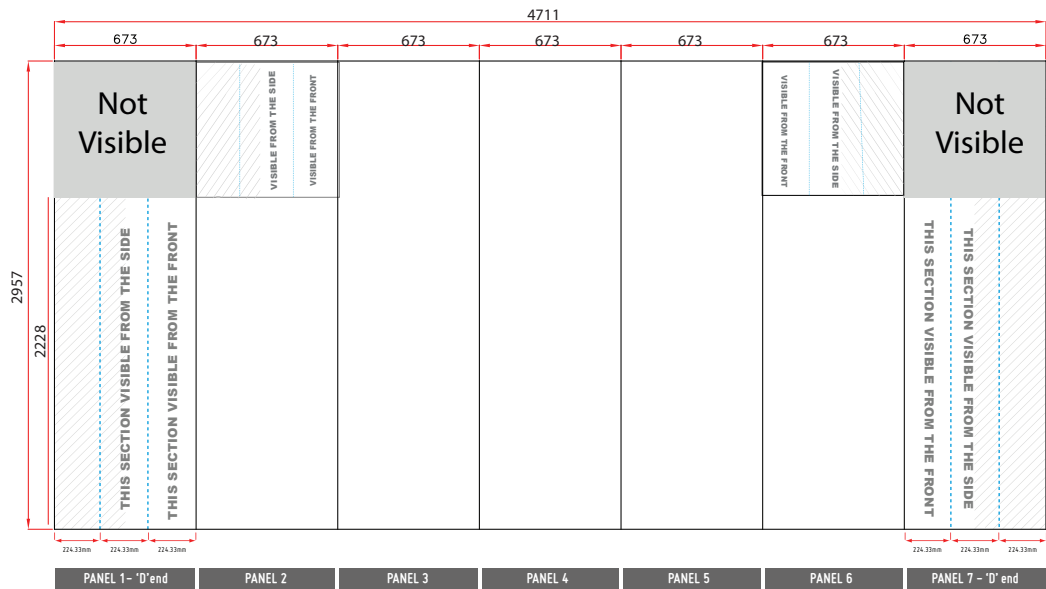 4711
673
673
673
673
673
673
673
Not
Visible
VISIBLE FROM THE SIDE
VISIBLE FROM THE FRONT
VISIBLE FROM THE FRONT
VISIBLE FROM THE SIDE
Not
Visible
2957
2228
THIS SECTION VISIBLE FROM THE SIDE
THIS SECTION VISIBLE FROM THE FRONT
THIS SECTION VISIBLE FROM THE FRONT
THIS SECTION VISIBLE FROM THE SIDE
224.33mm
224.33mm
224.33mm
224.33mm
224.33mm
224.33mm
PANEL 1- 'D'end
PANEL 2
PANEL 3
PANEL 4
PANEL 5
PANEL 6
PANEL 7 - 'D' end